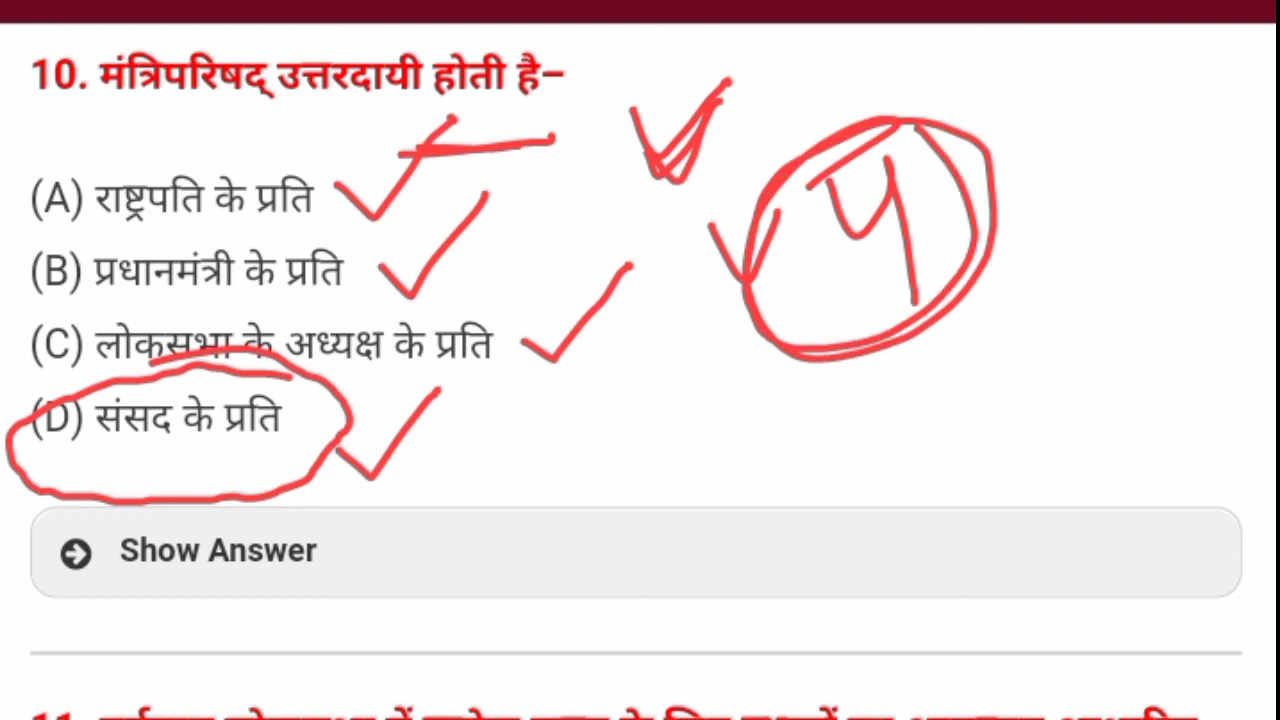 10. मंत्रिपरिषद् उत्तरदायी होती है–
(A) राष्ट्रपति के प्रति
(B) प्रधानमंत्री के प्रति
(C) लोकसभा के अध्यक्ष के प्रति
(D) संसद के प्रति
4
Show Answer
11.